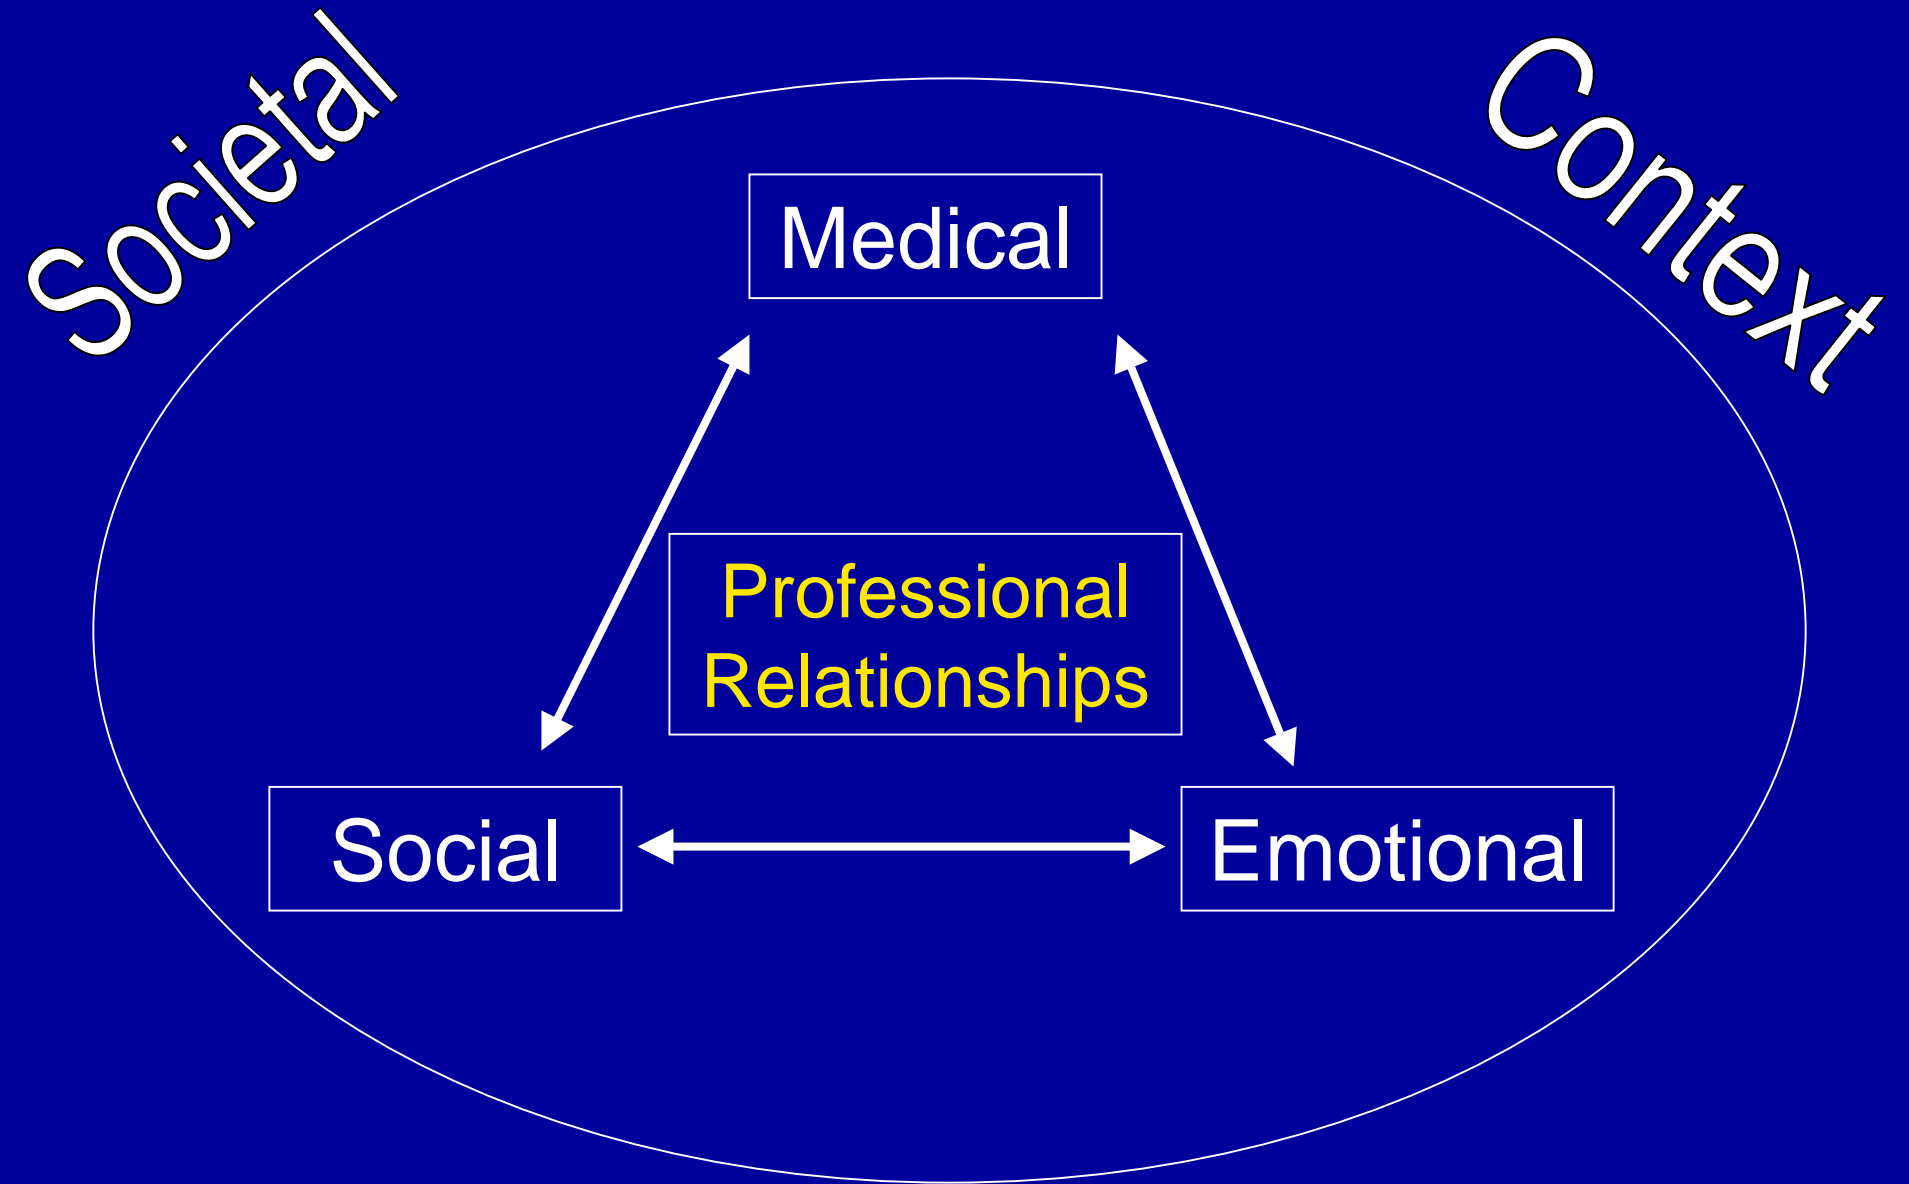 Societal
Context
Medical
Professional
Relationships
Social
Emotional